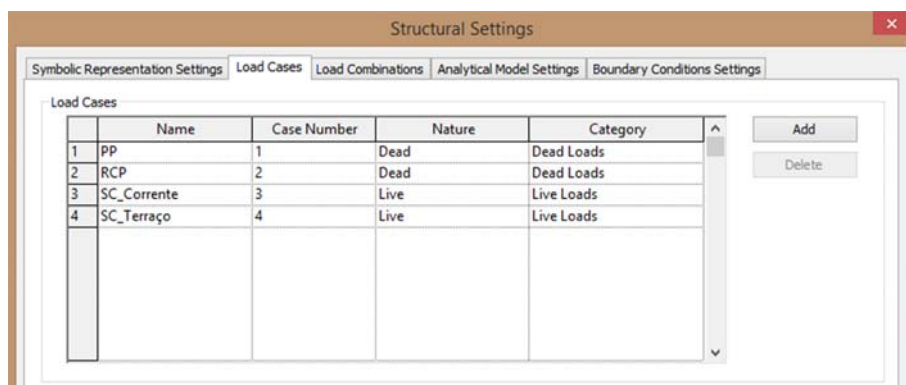 Structural Settings
Symbolic Representation Settings Load Cases Load Combinations Analytical Model Settings Boundary Conditions Settings
Load Cases
Name Case Number Nature Category
1 PP 1 Dead Dead Loads
2 RCP 2 Dead Dead Loads
3 SC_Corrente 3 Live Live Loads
4 SC_Terraço 4 Live Live Loads
Add
Delete